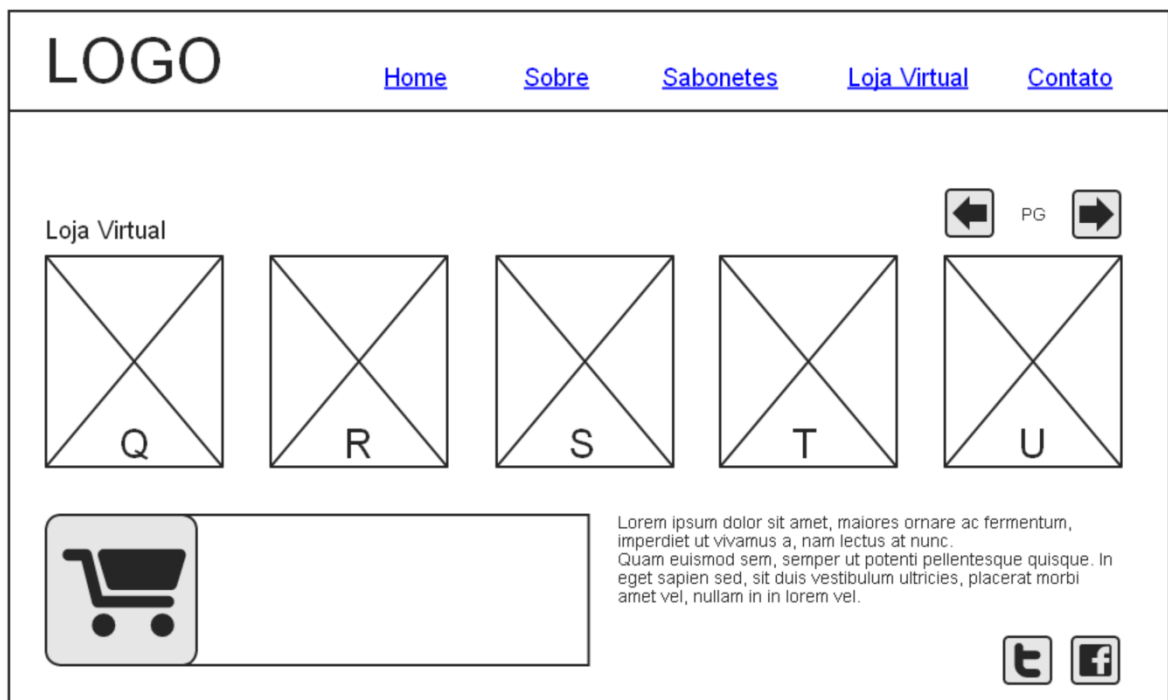 LOGO
Home Sobre Sabonetes Loja Virtual Contato
PG
Loja Virtual
Q R S T U
Lorem ipsum dolor sit amet, maiores ornare ac fermentum,
imperdiet ut vivamus a, nam lectus at nunc.
Quam euismod sem, semper ut potenti pellentesque quisque. In
eget sapien sed, sit duis vestibulum ultricies, placerat morbi
amet vel, nullam in in lorem vel.